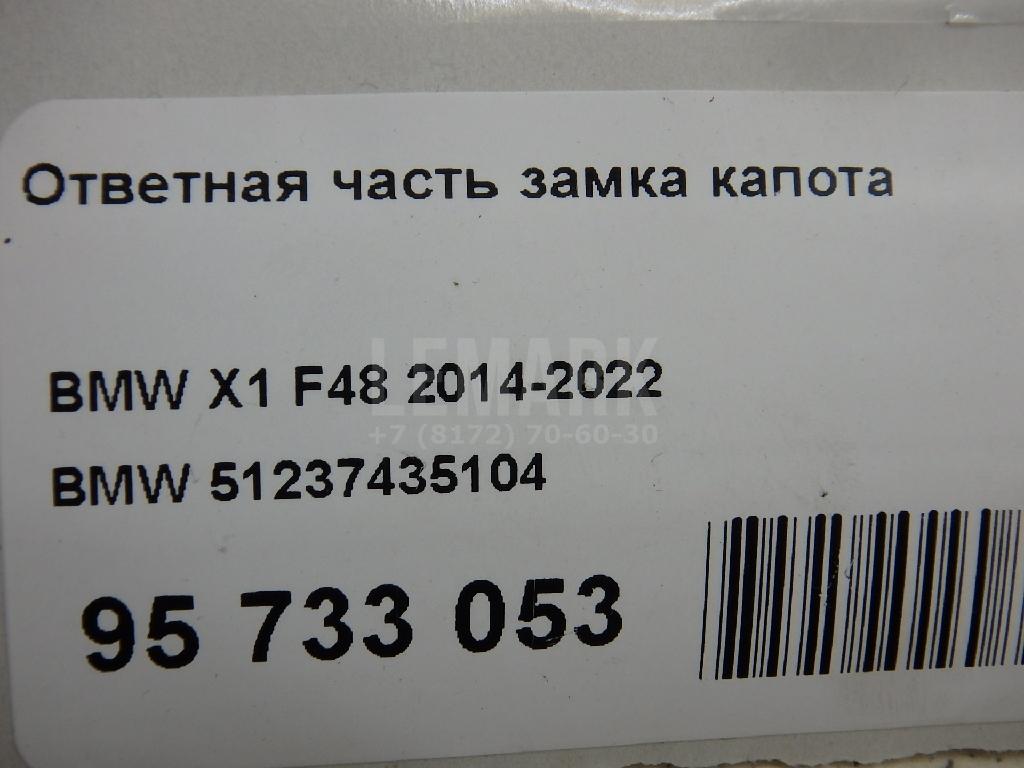 Ответная часть замка капота
BMW X1 F48 2014-2022
LEMARK
+7 (8172) 70-60-30
BMW 51237435104
95 733 053